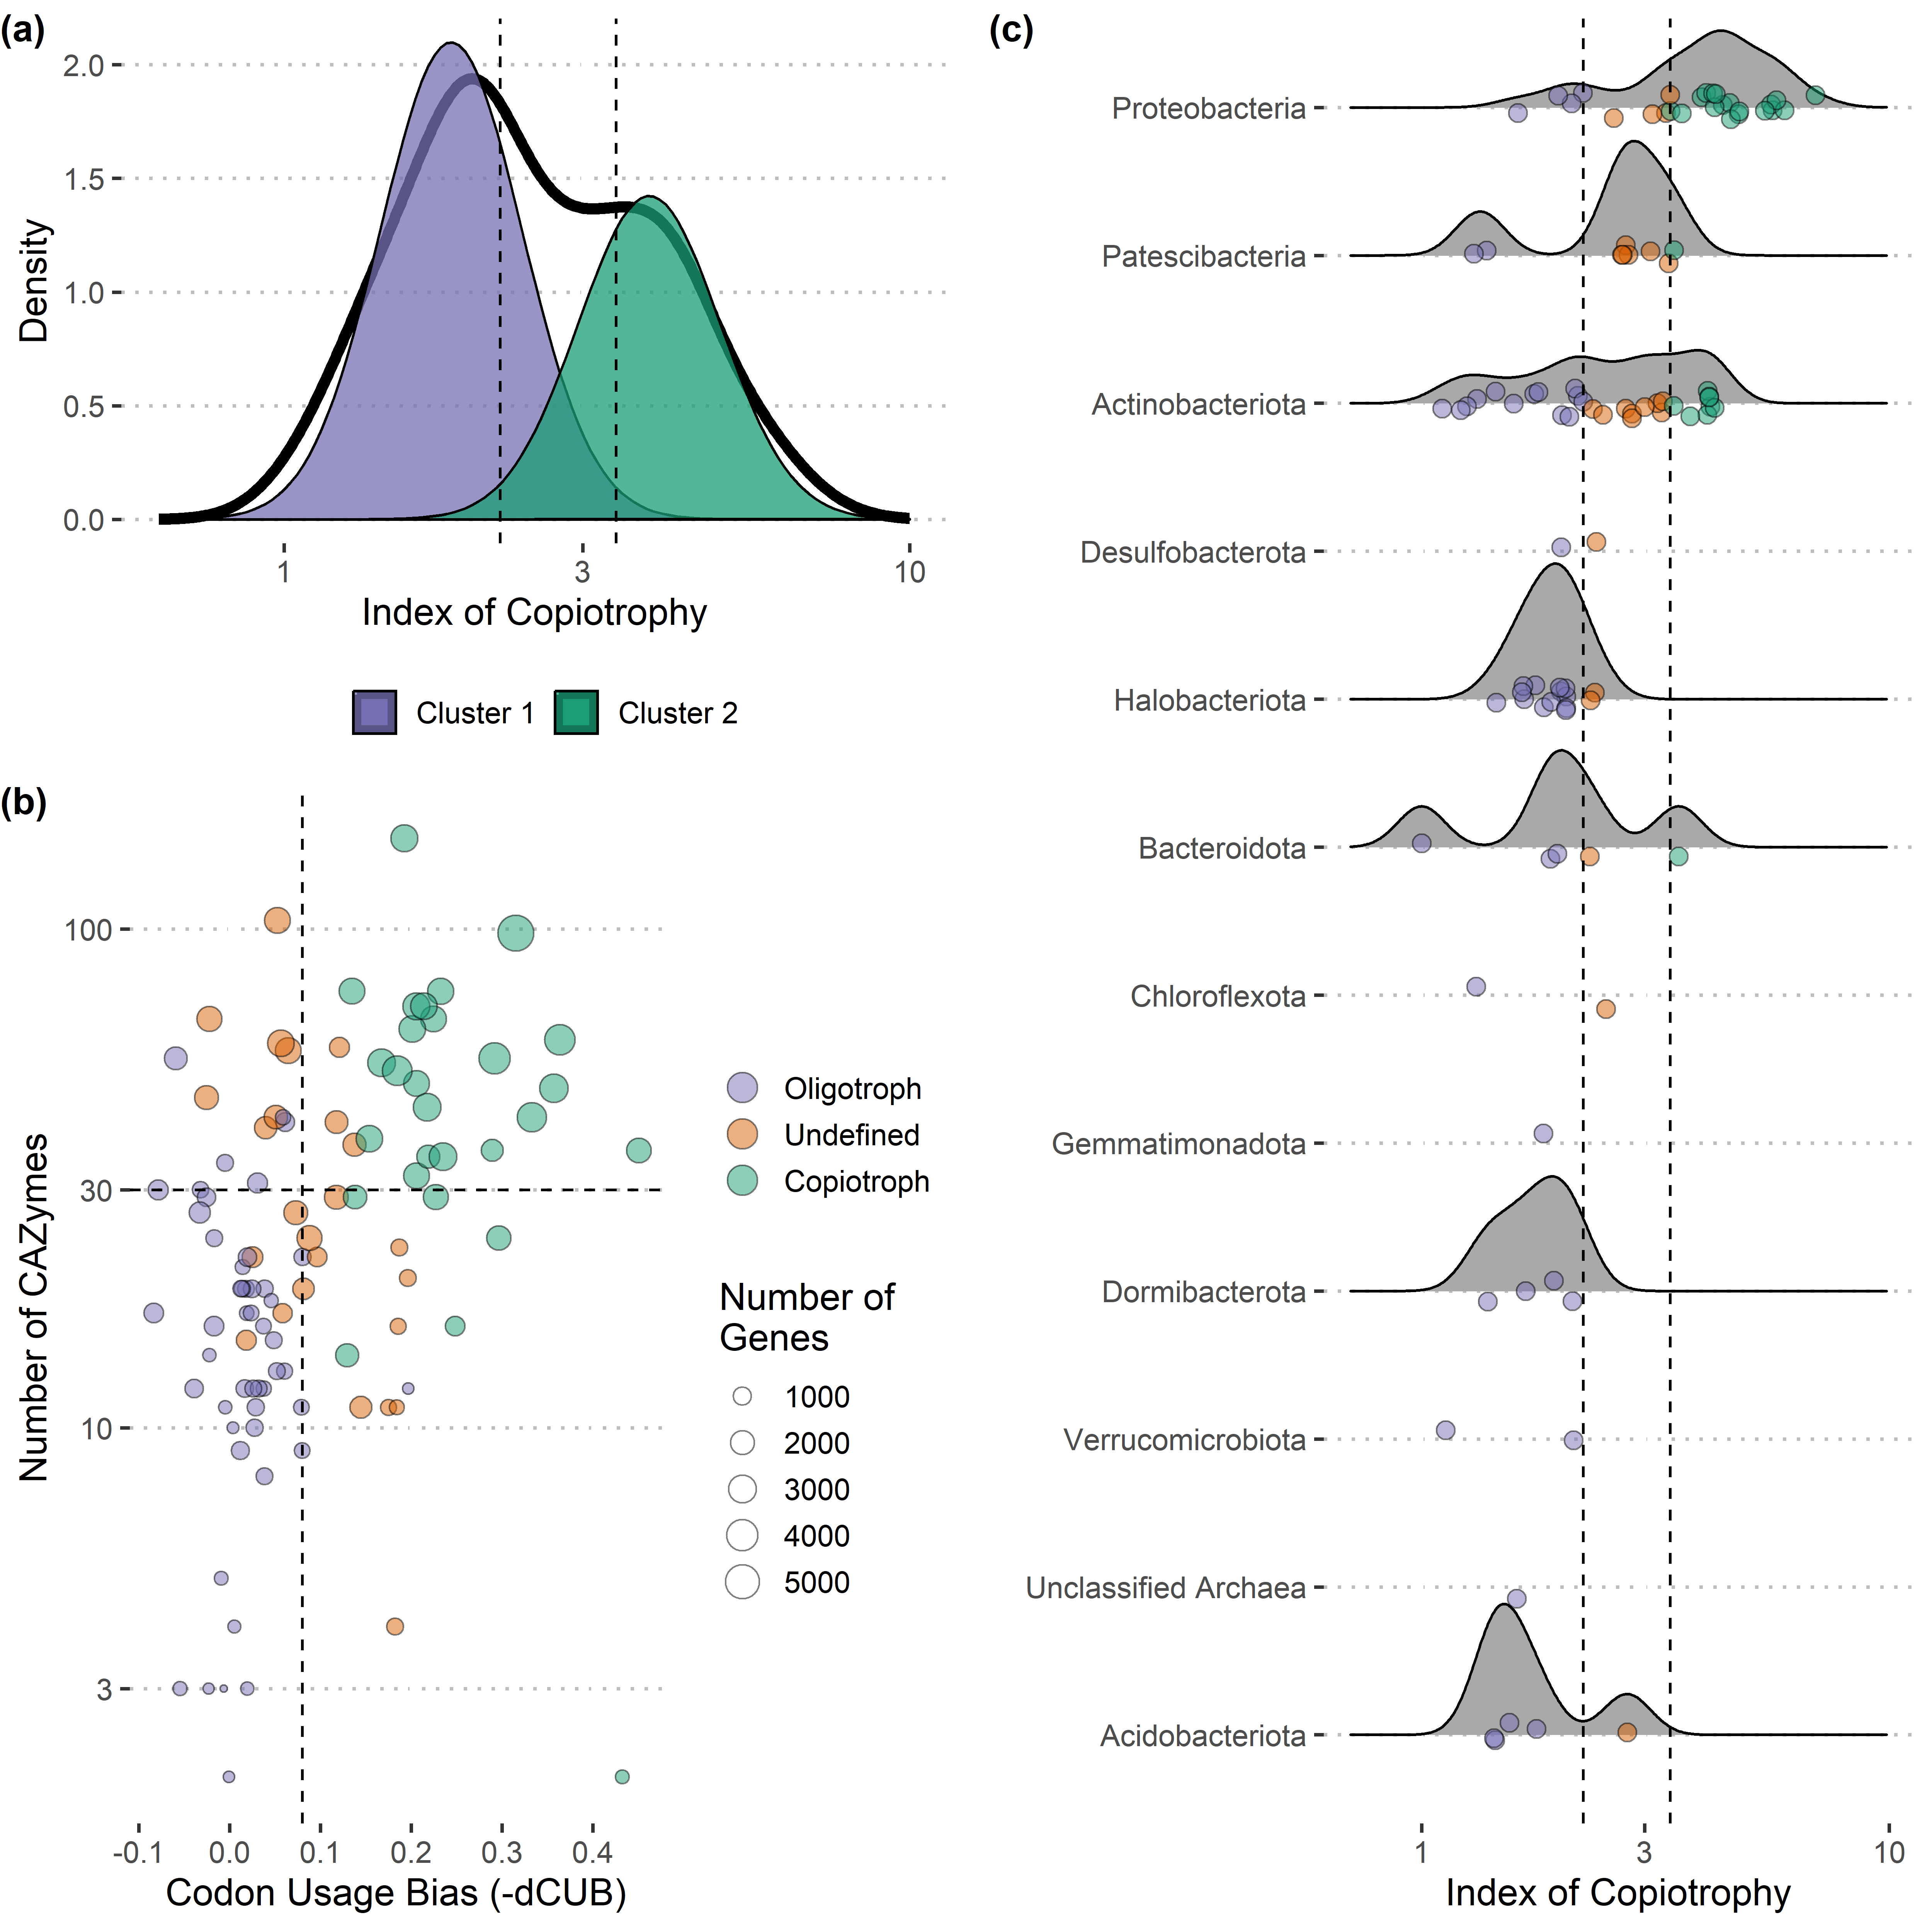 (a)
2.0
1.5
1.0
0.5
0.0
Density
1
3
10
Index of Copiotrophy
Cluster 1
Cluster 2
(b)
100
30
10
3
Number of CAZymes
-0.1
0.0
0.1
0.2
0.3
0.4
Codon Usage Bias (-dCUB)
Oligotroph
Undefined
Copiotroph
Number of
Genes
1000
2000
3000
4000
5000
(c)
Proteobacteria
Patescibacteria
Actinobacteriota
Desulfobacterota
Halobacteriota
Bacteroidota
Chloroflexota
Gemmatimonadota
Dormibacterota
Verrucomicrobiota
Unclassified Archaea
Acidobacteriota
1
3
10
Index of Copiotrophy